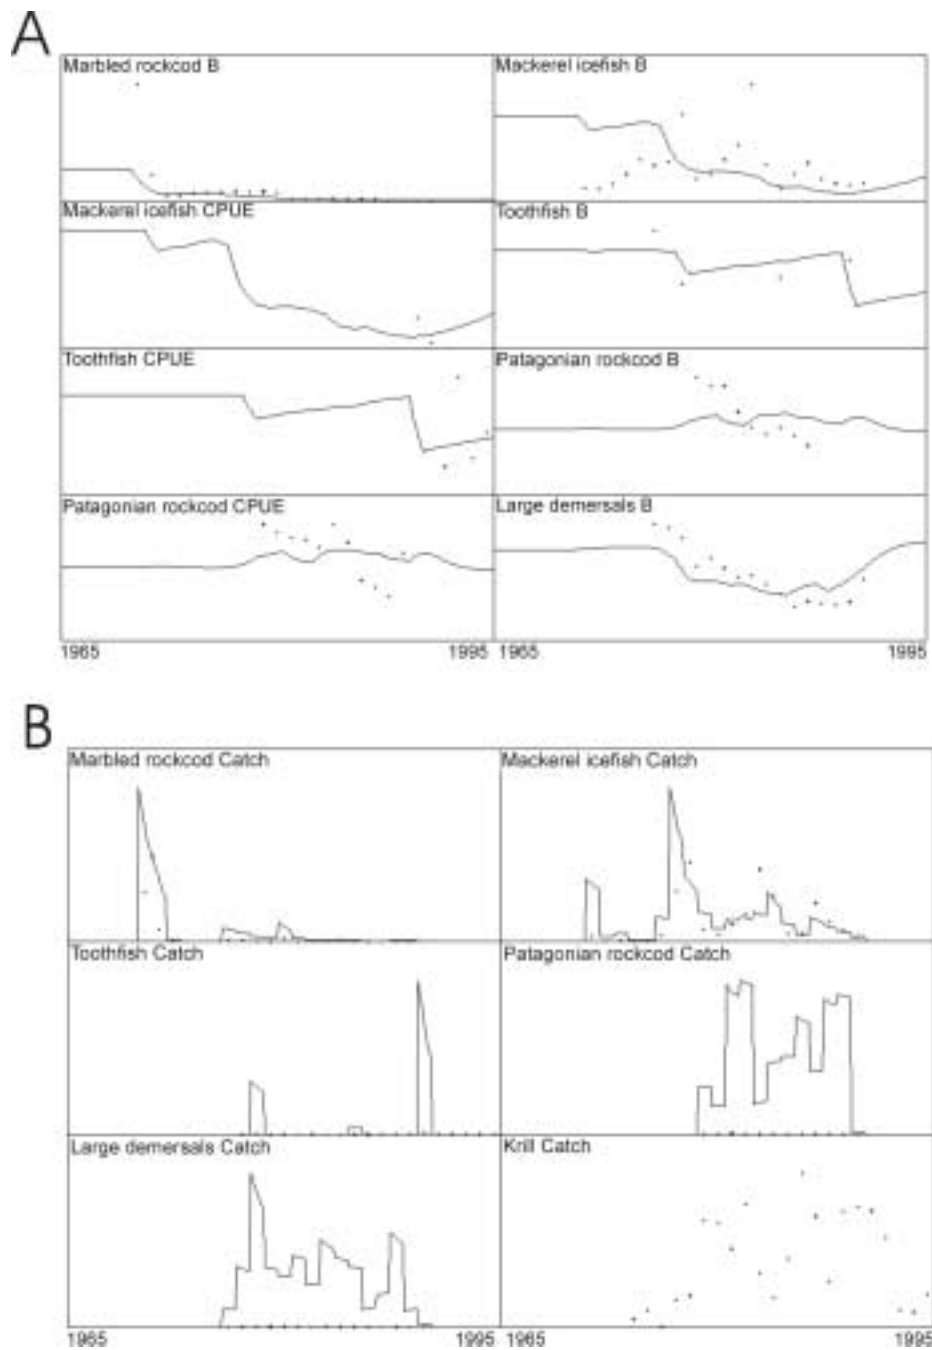 A
Marbled rockcod B
Mackerel icefish B
Mackerel icefish CPUE
Toothfish B
Toothfish CPUE
Patagonian rockcod B
Patagonian rockcod CPUE
Large demersals B
1965
1995
1965
1995
B
Marbled rockcod Catch
Mackerel icefish Catch
Toothfish Catch
Patagonian rockcod Catch
Large demersals Catch
Krill Catch
1965
1995
1965
1995